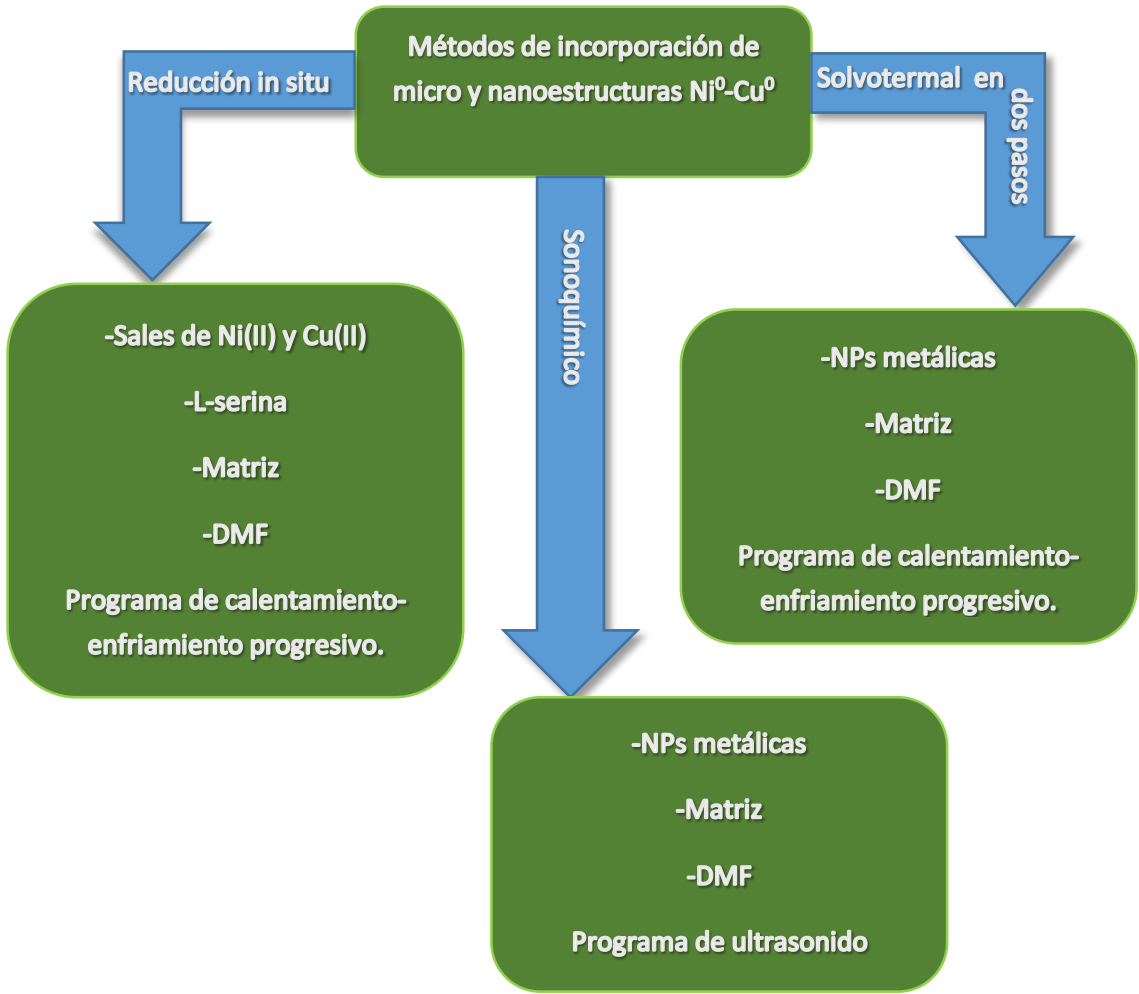 Métodos de incorporación de
micro y nanoestructuras Ni⁰-Cu⁰
Reducción in situ
Solvotermal en
dos pasos
Sonoquímico
-Sales de Ni(II) y Cu(II)
-L-serina
-Matriz
-DMF
Programa de calentamiento-
enfriamiento progresivo.
-NPs metálicas
-Matriz
-DMF
Programa de calentamiento-
enfriamiento progresivo.
-NPs metálicas
-Matriz
-DMF
Programa de ultrasonido